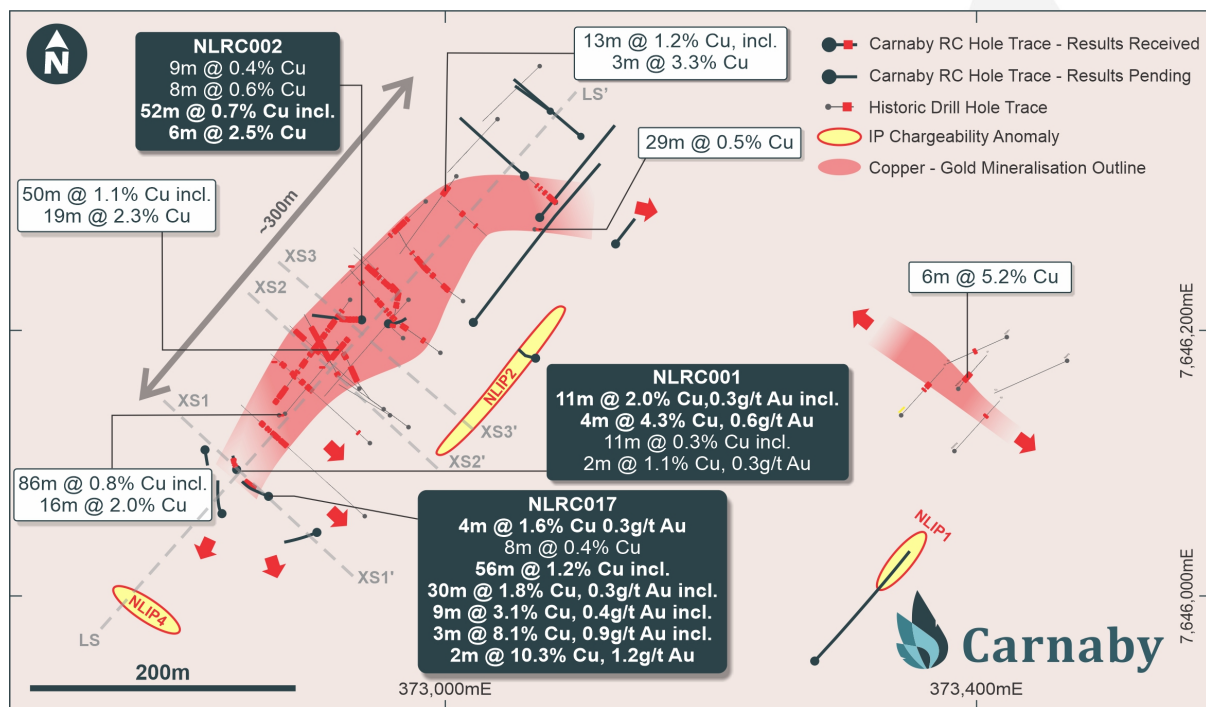 N
NLRC002
9m @ 0.4% Cu
8m @ 0.6% Cu
52m @ 0.7% Cu incl.
6m @ 2.5% Cu
13m @ 1.2% Cu, incl.
3m @ 3.3% Cu
LS'
Carnaby RC Hole Trace - Results Received
Carnaby RC Hole Trace - Results Pending
Historic Drill Hole Trace
IP Chargeability Anomaly
Copper - Gold Mineralisation Outline
29m @ 0.5% Cu
50m @ 1.1% Cu incl.
19m @ 2.3% Cu
~300m
XS3
XS2
XS1
6m @ 5.2% Cu
7,646,200mE
NLIP2
XS3'
XS2'
NLRC001
11m @ 2.0% Cu,0.3g/t Au incl.
4m @ 4.3% Cu, 0.6g/t Au
11m @ 0.3% Cu incl.
2m @ 1.1% Cu, 0.3g/t Au
86m @ 0.8% Cu incl.
16m @ 2.0% Cu
NLRC017
4m @ 1.6% Cu 0.3g/t Au
8m @ 0.4% Cu
56m @ 1.2% Cu incl.
30m @ 1.8% Cu, 0.3g/t Au incl.
9m @ 3.1% Cu, 0.4g/t Au incl.
3m @ 8.1% Cu, 0.9g/t Au incl.
2m @ 10.3% Cu, 1.2g/t Au
XS1'
NLIP4
LS
NLIP1
7,646,000mE
Carnaby
200m
373,000mE
373,400mE